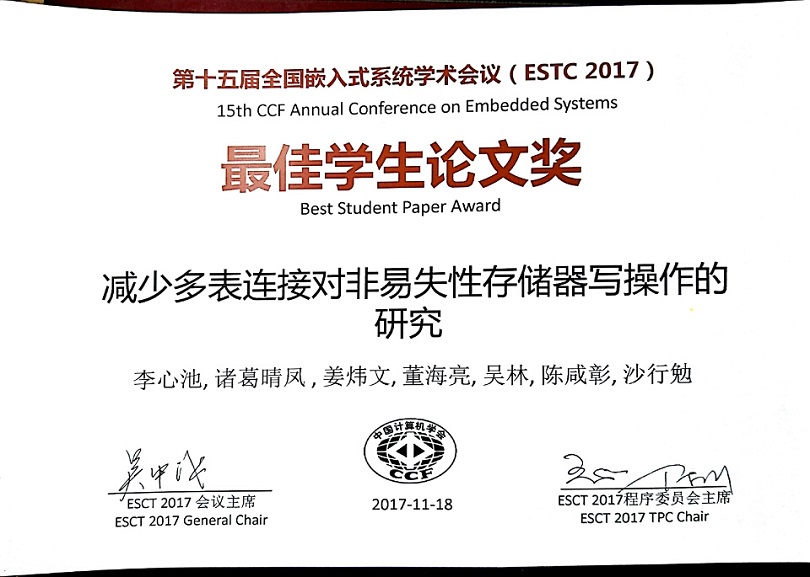 第十五届全国嵌入式系统学术会议（ESTC 2017）
15th CCF Annual Conference on Embedded Systems
最佳学生论文奖
Best Student Paper Award
减少多表连接对非易失性存储器写操作的
研究
李心池, 诸葛晴凤 , 姜炜文, 董海亮, 吴林, 陈咸彰, 沙行勉
中国计算机学会
CCF
ESCT 2017 会议主席
ESCT 2017 General Chair
2017-11-18
ESCT 2017程序委员会主席
ESCT 2017 TPC Chair